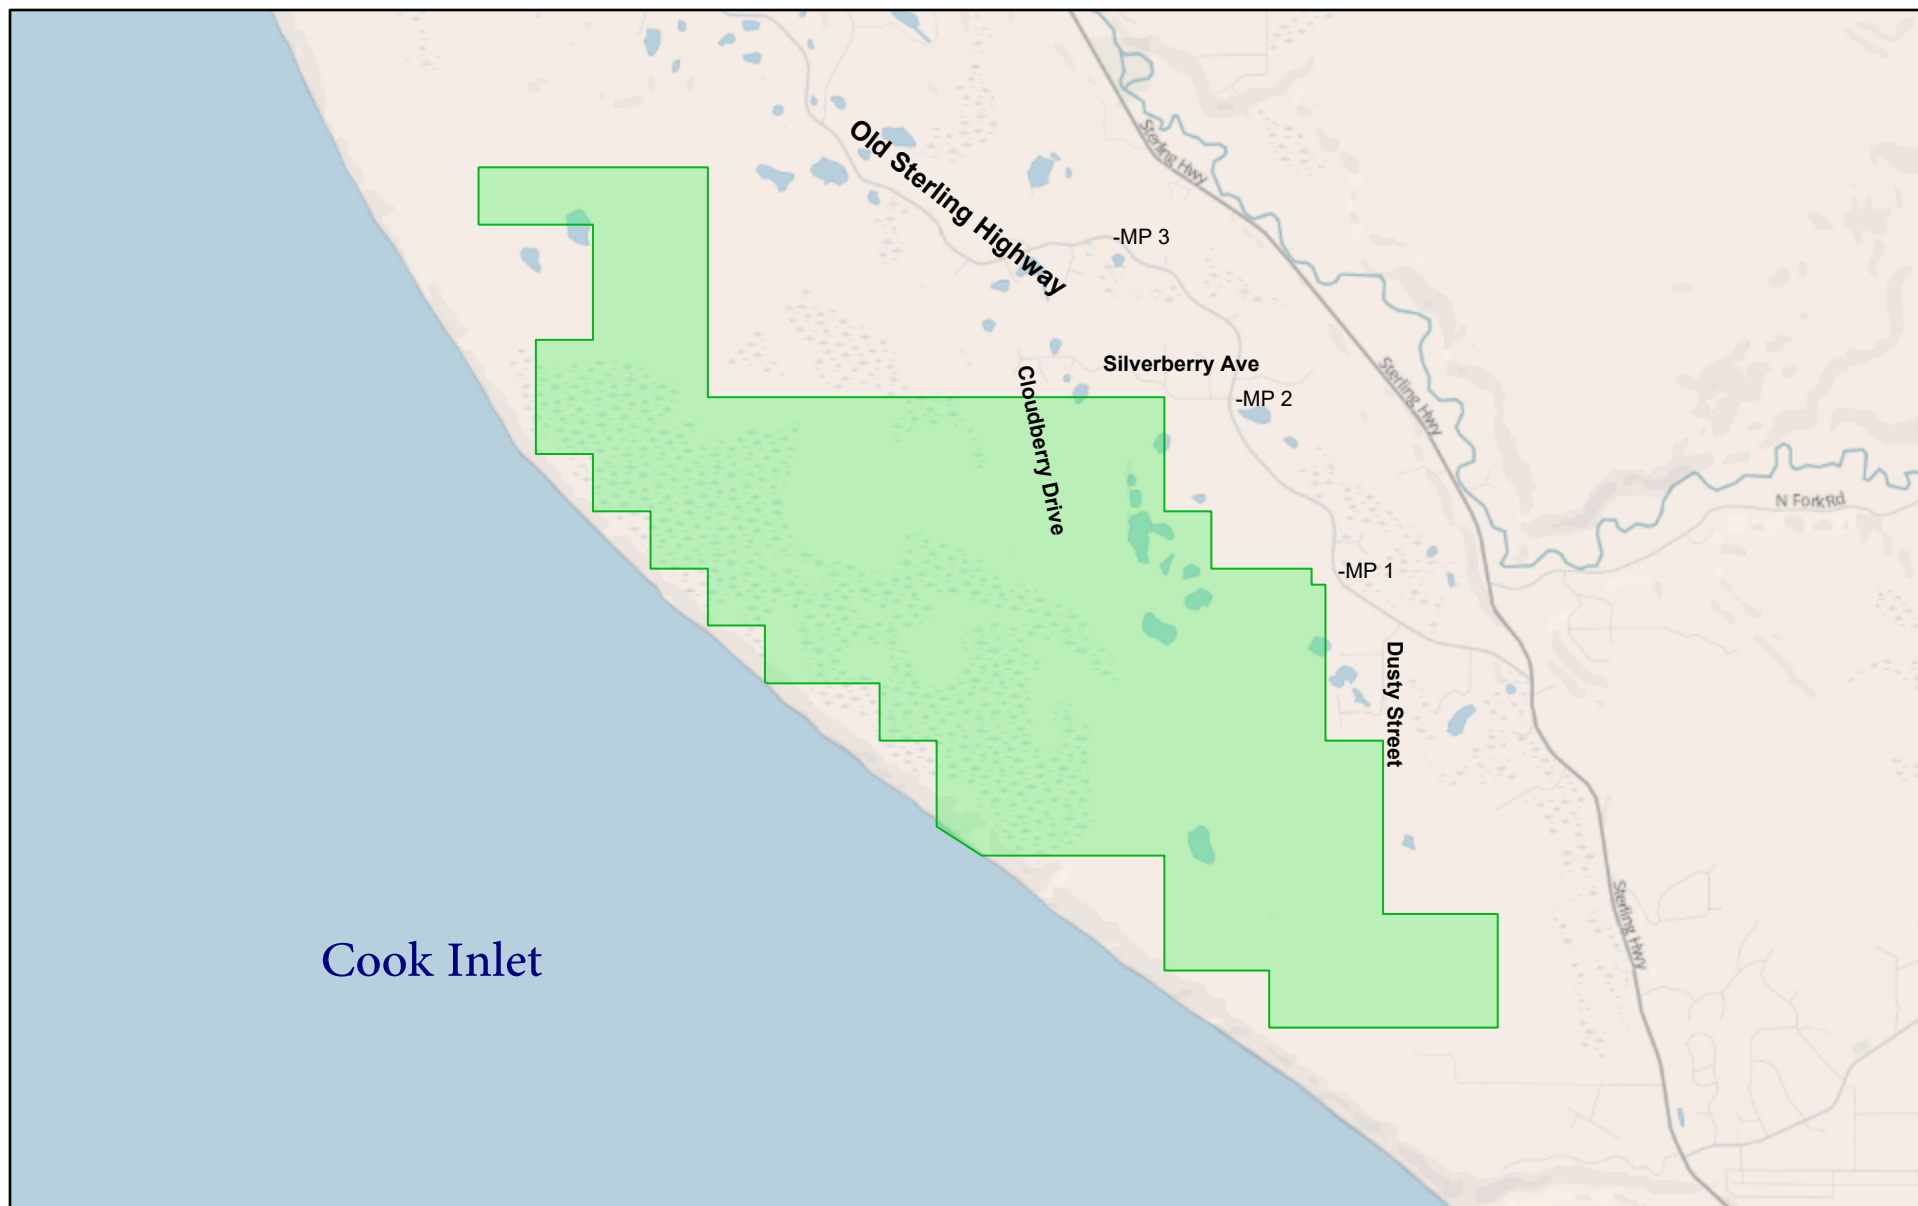 Sterling Hwy
Old Sterling Highway
-MP 3
Silverberry Ave
Cloudberry Drive
-MP 2
Sterling Hwy
N Fork Rd
-MP 1
Dusty Street
Sterling Hwy
Cook Inlet